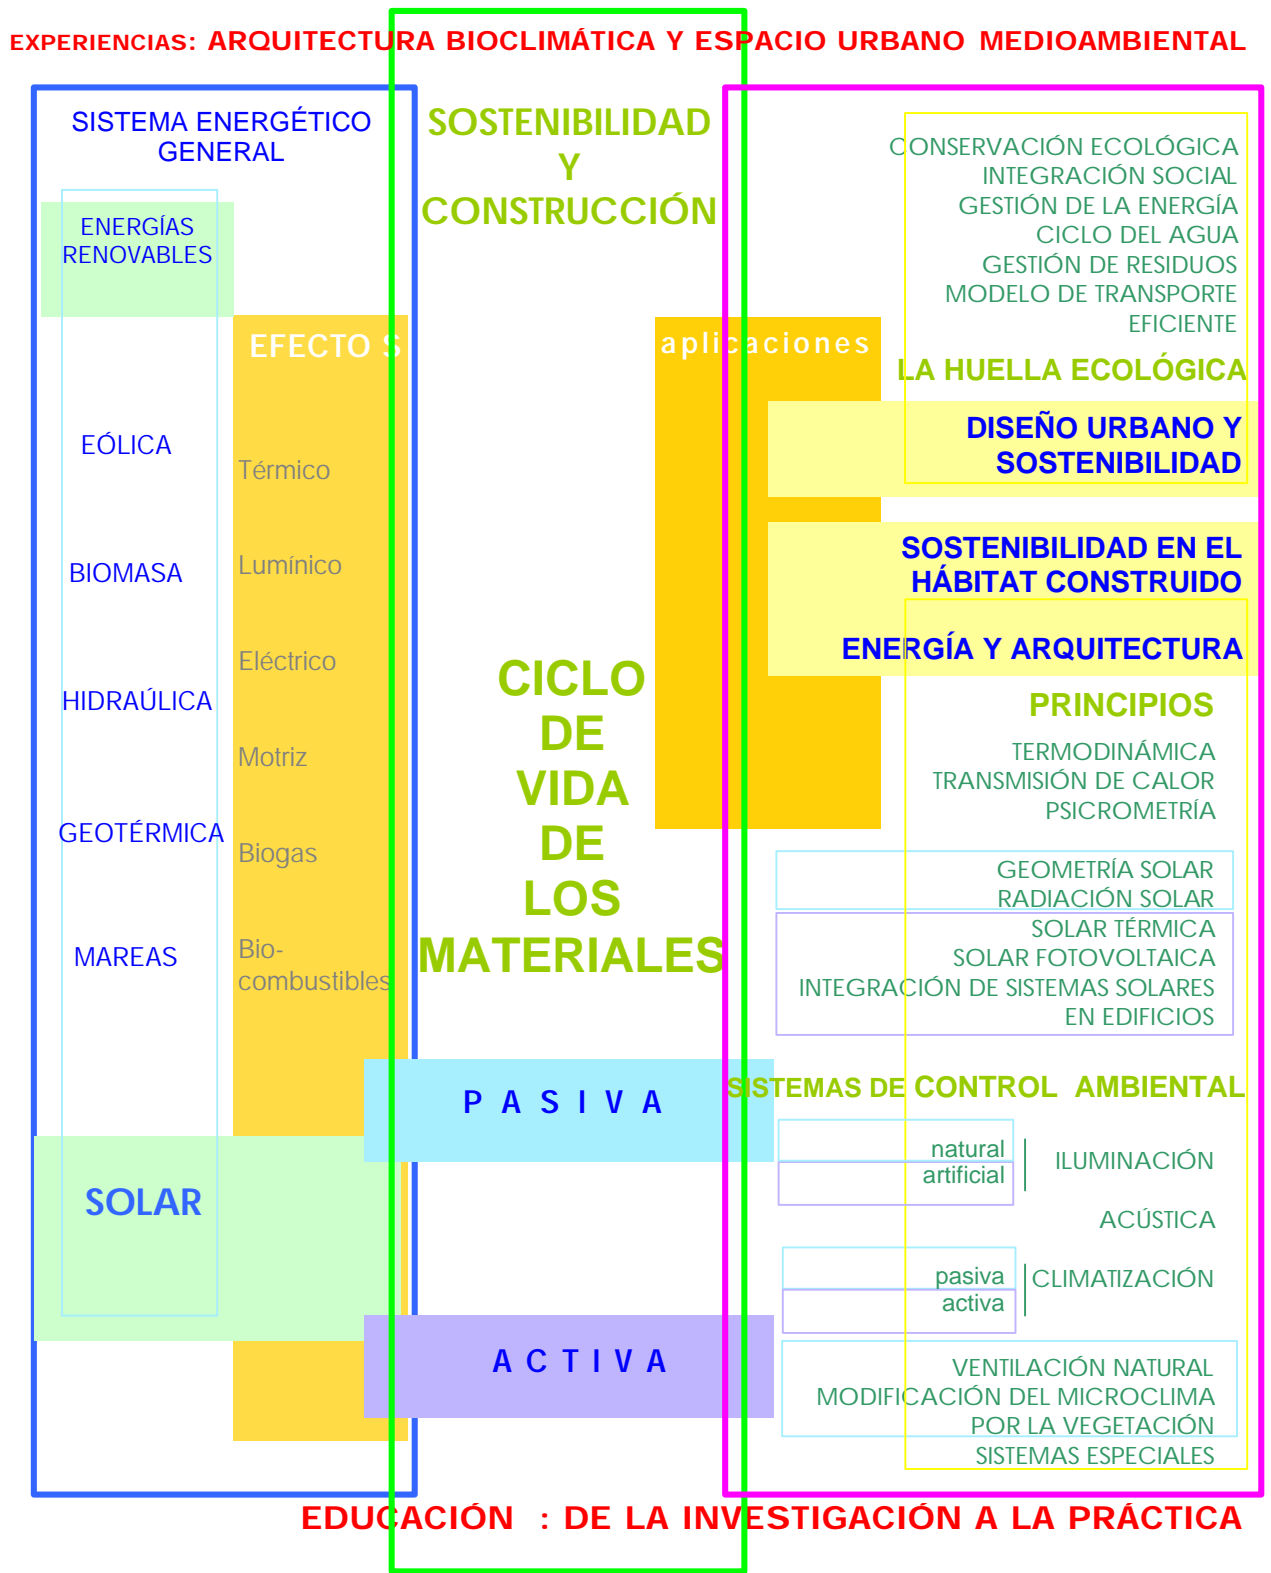 EXPERIENCIAS: ARQUITECTURA BIOCLIMÁTICA Y ESPACIO URBANO MEDIOAMBIENTAL
SISTEMA ENERGÉTICO
GENERAL
ENERGÍAS
RENOVABLES
EÓLICA
BIOMASA
HIDRAÚLICA
GEOTÉRMICA
MAREAS
SOLAR
EFECTO S
Térmico
Lumínico
Eléctrico
Motriz
Biogas
Bio-
combustibles
SOSTENIBILIDAD
Y
CONSTRUCCIÓN
CICLO
DE
VIDA
DE
LOS
MATERIALES
PASIVA
ACTIVA
aplicaciones
CONSERVACIÓN ECOLÓGICA
INTEGRACIÓN SOCIAL
GESTIÓN DE LA ENERGÍA
CICLO DEL AGUA
GESTIÓN DE RESIDUOS
MODELO DE TRANSPORTE
EFICIENTE
LA HUELLA ECOLÓGICA
DISEÑO URBANO Y
SOSTENIBILIDAD
SOSTENIBILIDAD EN EL
HÁBITAT CONSTRUIDO
ENERGÍA Y ARQUITECTURA
PRINCIPIOS
TERMODINÁMICA
TRANSMISIÓN DE CALOR
PSICROMETRÍA
GEOMETRÍA SOLAR
RADIACIÓN SOLAR
SOLAR TÉRMICA
SOLAR FOTOVOLTAICA
INTEGRACIÓN DE SISTEMAS SOLARES
EN EDIFICIOS
SISTEMAS DE CONTROL AMBIENTAL
natural
artificial
ILUMINACIÓN
ACÚSTICA
pasiva
activa
CLIMATIZACIÓN
VENTILACIÓN NATURAL
MODIFICACIÓN DEL MICROCLIMA
POR LA VEGETACIÓN
SISTEMAS ESPECIALES
EDUCACIÓN : DE LA INVESTIGACIÓN A LA PRÁCTICA